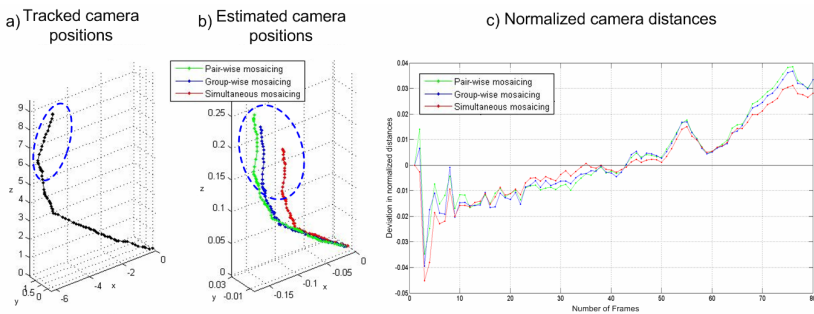 a) Tracked camera
positions
9
8
7
6
5
4
3
2
1
0
z
1
0.5
0
y
-6
-4
-2
0
x
b) Estimated camera
positions
Pair-wise mosaicing
Group-wise mosaicing
Simultaneous mosaicing
0.25
0.2
0.15
0.1
0.05
0
z
0.03
-0.01
y
-0.15
-0.1
-0.05
0
x
c) Normalized camera distances
Pair-wise mosaicing
Group-wise mosaicing
Simultaneous mosaicing
Deviation in normalized distances
0.04
0.03
0.02
0.01
0
0.01
-0.02
-0.03
-0.04
-0.05
0
10
20
30
40
50
60
70
80
Number of Frames